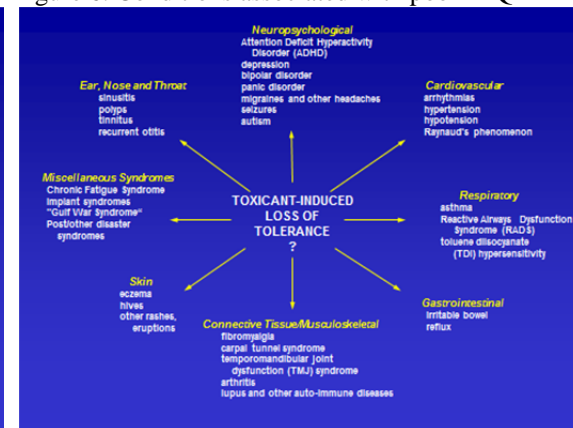 Neuropsychological
Attention Deficit Hyperactivity
Disorder (ADHD)
depression
bipolar disorder
panic disorder
migraines and other headaches
seizures
autism
Ear, Nose and Throat
sinusitis
polyps
tinnitus
recurrent otitis
Cardiovascular
arrhythmias
hypertension
hypotension
Raynaud's phenomenon
Miscellaneous Syndromes
Chronic Fatigue Syndrome
Implant syndromes
"Gulf War Syndrome"
Post/other disaster
syndromes
TOXICANT-INDUCED
LOSS OF
TOLERANCE
?
Respiratory
asthma
Reactive Airways Dysfunction
Syndrome (RADS)
toluene diisocyanate
(TDI) hypersensitivity
Skin
eczema
hives
other rashes,
eruptions
Connective Tissue/Musculoskeletal
fibromyalgia
carpal tunnel syndrome
temporomandibular joint
dysfunction (TMJ) syndrome
arthritis
lupus and other auto-immune diseases
Gastrointestinal
irritable bowel
reflux